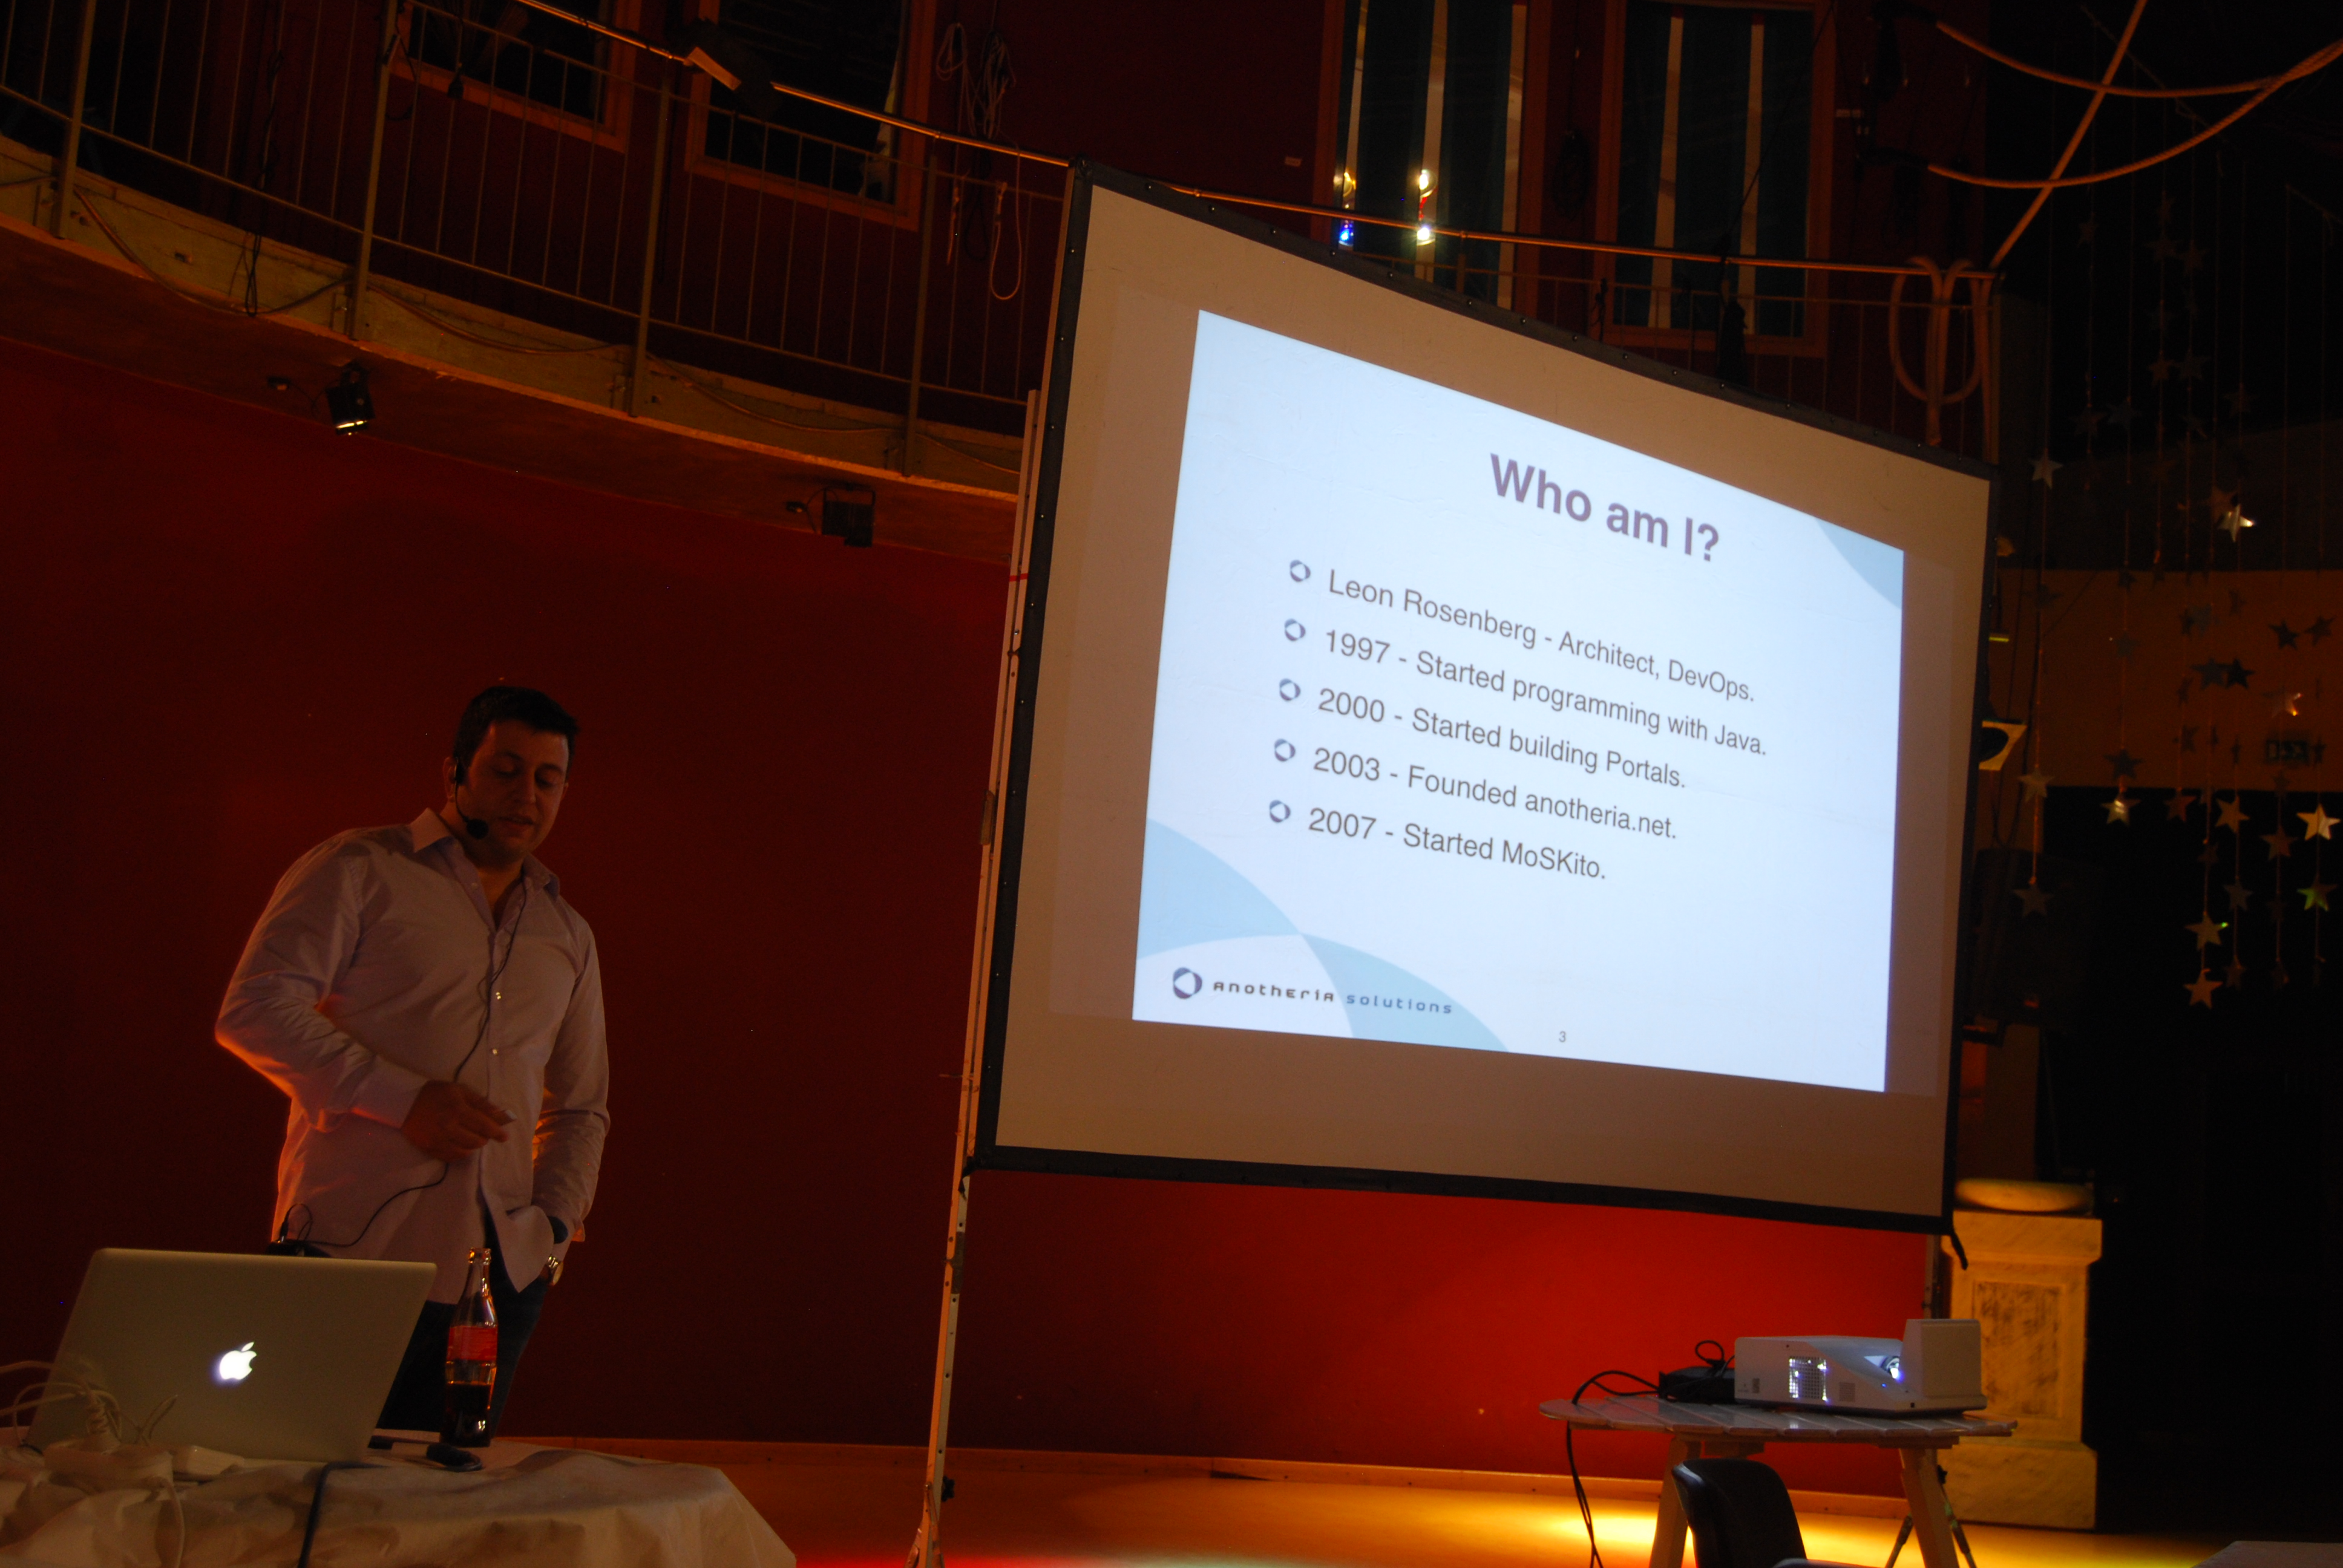 Who am I?
Leon Rosenberg - Architect, DevOps.
1997 - Started programming with Java.
2000 - Started building Portals.
2003 - Founded anotheria.net.
2007 - Started MoSKito.
anotheria solutions
3